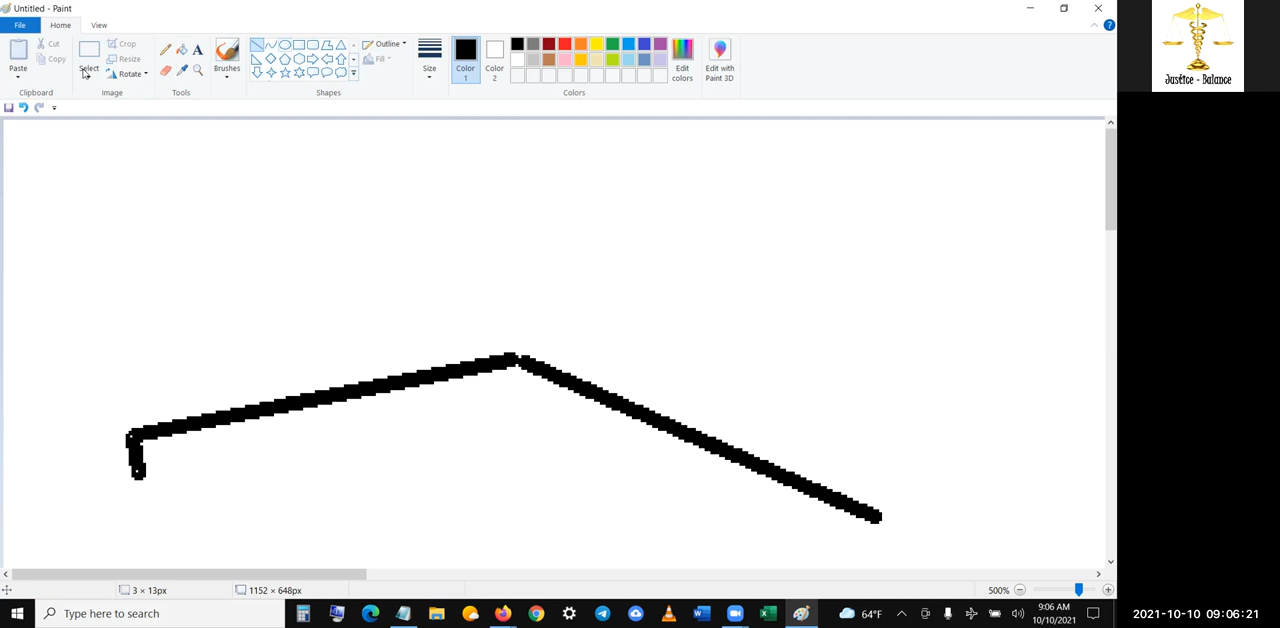 Untitled - Paint
File Home View
Paste
Cut
Copy
Clipboard
Select
Crop
Resize
Rotate
Image
A
Tools
Brushes
Shapes
Outline
Fill
Size
Color 1
Color 2
Edit colors
Colors
Edit with Paint 3D
3 × 13px
1152 × 648px
500%
Type here to search
64°F
9:06 AM
10/10/2021
Justice - Balance
2021-10-10 09:06:21